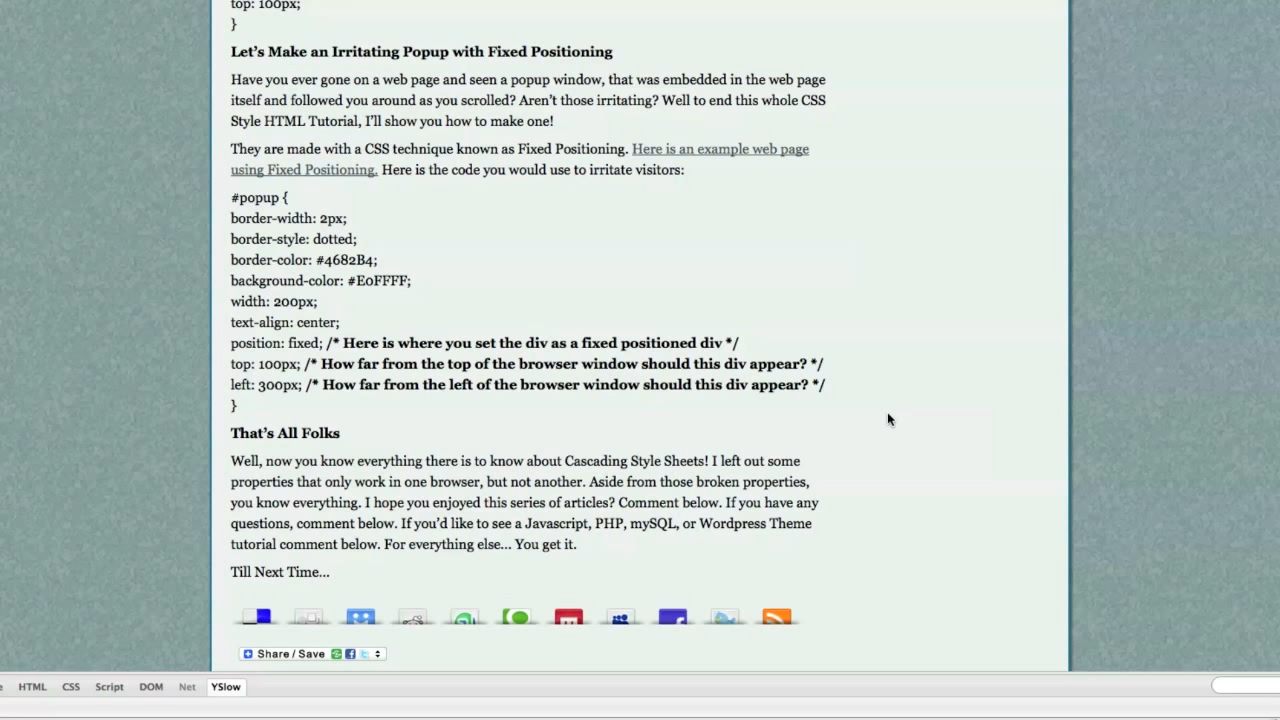 top: 100px;
}
Let’s Make an Irritating Popup with Fixed Positioning
Have you ever gone on a web page and seen a popup window, that was embedded in the web page
itself and followed you around as you scrolled? Aren’t those irritating? Well to end this whole CSS
Style HTML Tutorial, I’ll show you how to make one!
They are made with a CSS technique known as Fixed Positioning. Here is an example web page
using Fixed Positioning. Here is the code you would use to irritate visitors:
#popup {
border-width: 2px;
border-style: dotted;
border-color: #4682B4;
background-color: #E0FFFF;
width: 200px;
text-align: center;
position: fixed; /* Here is where you set the div as a fixed positioned div */
top: 100px; /* How far from the top of the browser window should this div appear? */
left: 300px; /* How far from the left of the browser window should this div appear? */
}
That’s All Folks
Well, now you know everything there is to know about Cascading Style Sheets! I left out some
properties that only work in one browser, but not another. Aside from those broken properties,
you know everything. I hope you enjoyed this series of articles? Comment below. If you have any
questions, comment below. If you’d like to see a Javascript, PHP, mySQL, or Wordpress Theme
tutorial comment below. For everything else... You get it.
Till Next Time...
Share / Save
HTML CSS Script DOM Net YSlow